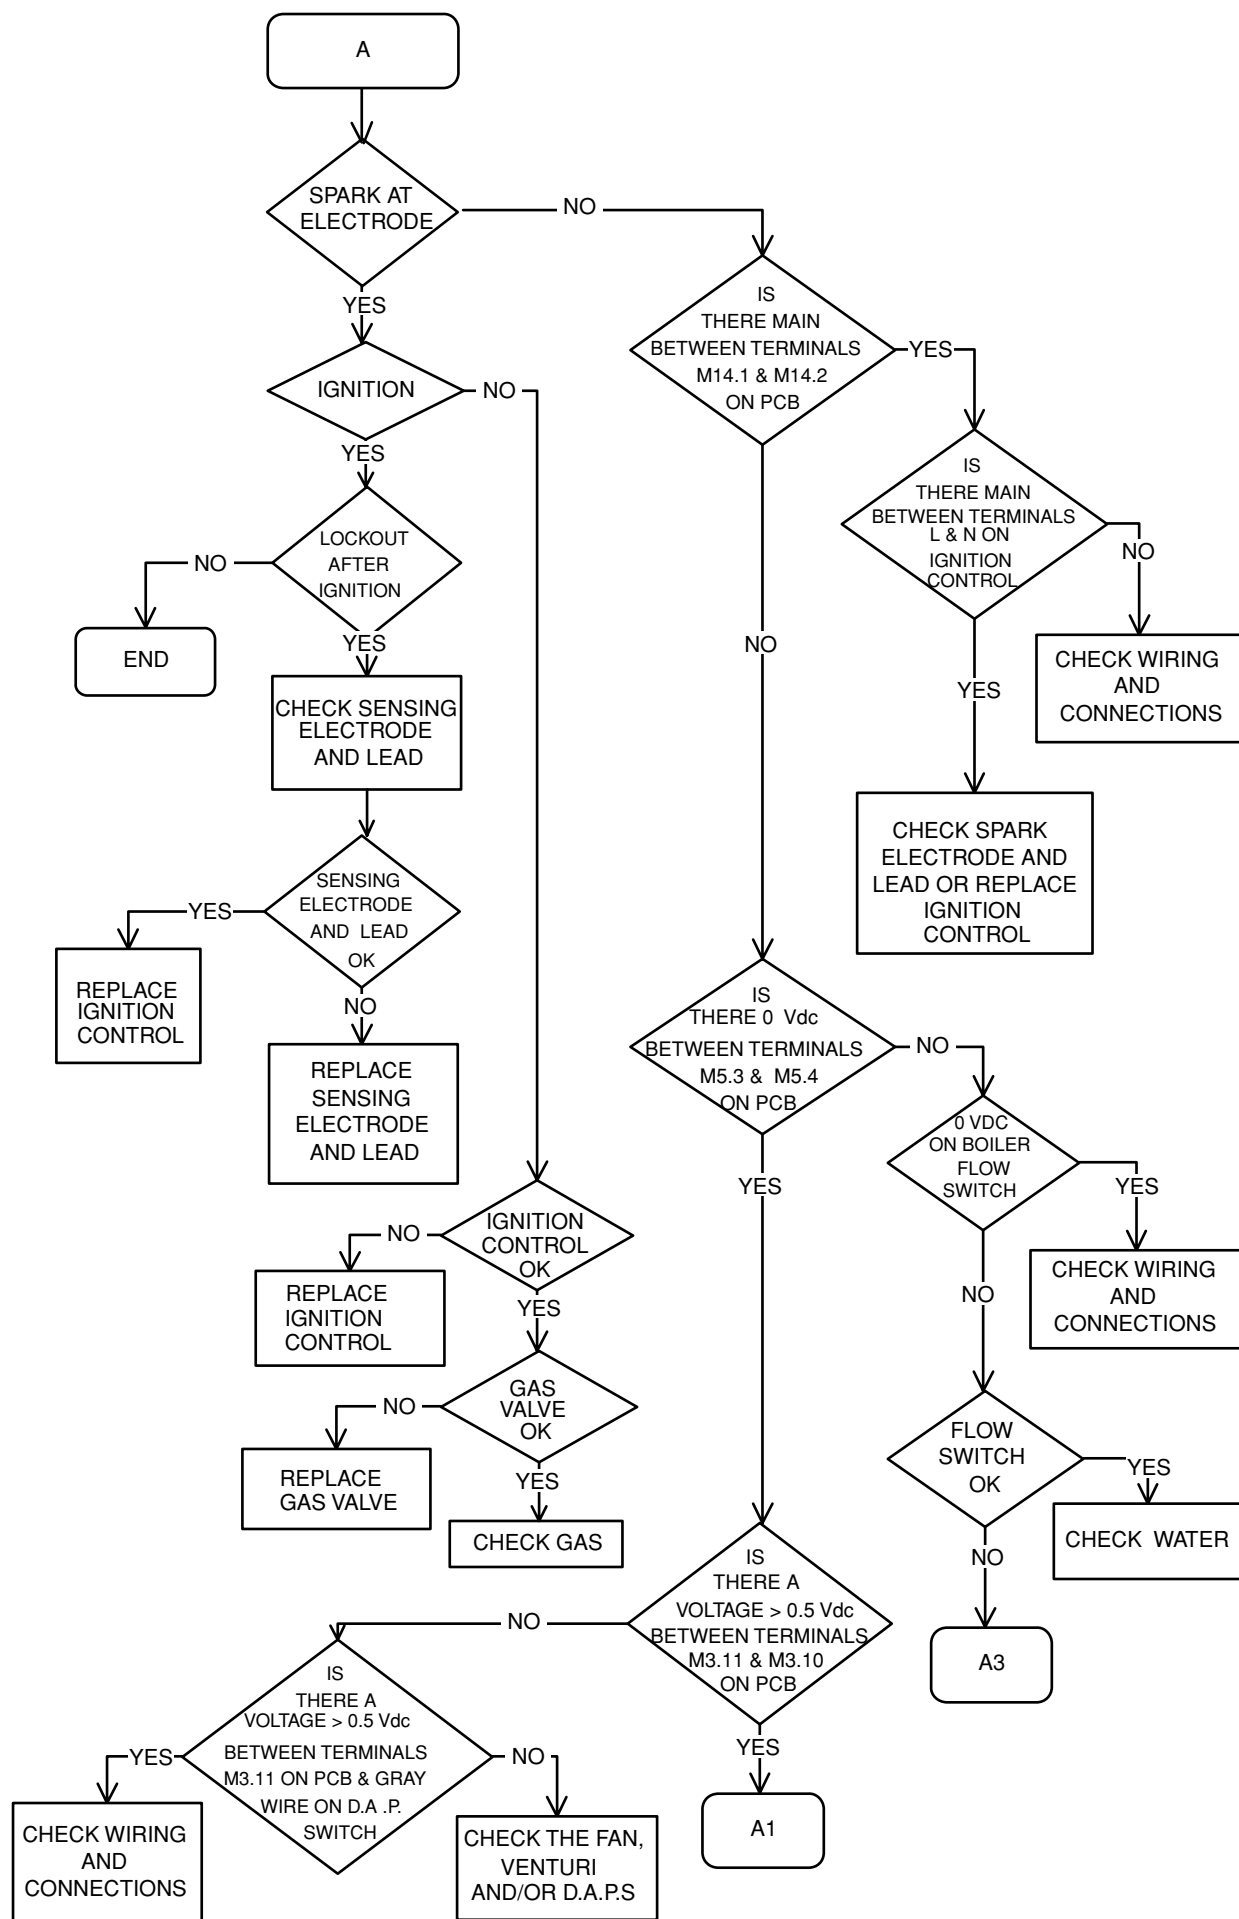 A
SPARK AT
ELECTRODE
NO
YES
IS
THERE MAIN
BETWEEN TERMINALS
M14.1 & M14.2
ON PCB
YES
IGNITION
NO
YES
IS
THERE MAIN
BETWEEN TERMINALS
L & N ON
IGNITION
CONTROL
NO
LOCKOUT
AFTER
IGNITION
NO
YES
END
NO
CHECK WIRING
AND
CONNECTIONS
YES
CHECK SENSING
ELECTRODE
AND LEAD
CHECK SPARK
ELECTRODE AND
LEAD OR REPLACE
IGNITION
CONTROL
SENSING
ELECTRODE
AND LEAD
OK
YES
NO
REPLACE
IGNITION
CONTROL
REPLACE
SENSING
ELECTRODE
AND LEAD
IS
THERE 0 Vdc
BETWEEN TERMINALS
M5.3 & M5.4
ON PCB
NO
YES
0 VDC
ON BOILER
FLOW
SWITCH
YES
NO
CHECK WIRING
AND
CONNECTIONS
IGNITION
CONTROL
OK
NO
YES
REPLACE
IGNITION
CONTROL
GAS
VALVE
OK
NO
YES
REPLACE
GAS VALVE
CHECK GAS
FLOW
SWITCH
OK
YES
NO
CHECK WATER
A3
IS
THERE A
VOLTAGE > 0.5 Vdc
BETWEEN TERMINALS
M3.11 & M3.10
ON PCB
NO
YES
A1
IS
THERE A
VOLTAGE > 0.5 Vdc
BETWEEN TERMINALS
M3.11 ON PCB & GRAY
WIRE ON D.A .P.
SWITCH
YES
NO
CHECK WIRING
AND
CONNECTIONS
CHECK THE FAN,
VENTURI
AND/OR D.A.P.S